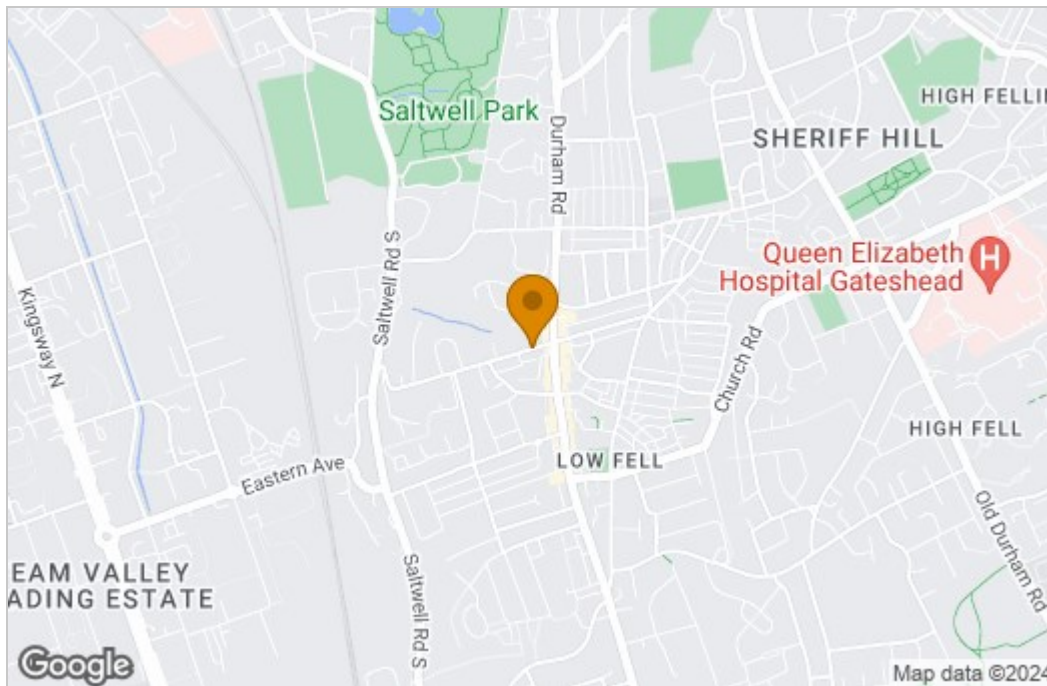 Saltwell Park
Durham Rd
HIGH FELLIN
SHERIFF HILL
Queen Elizabeth
Hospital Gateshead
H
Kingsway N
Saltwell Rd S
Church Rd
HIGH FELL
LOW FELL
Eastern Ave
Old Durham Rd
EAM VALLEY
ADING ESTATE
Saltwell Rd S
Google
Map data ©2024